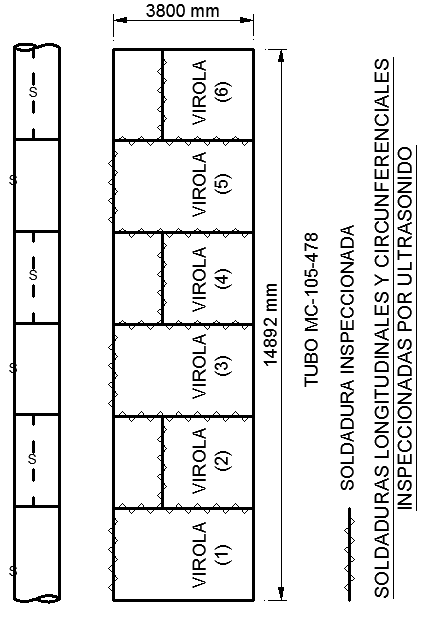 3800 mm
S
S
S
S
S
S
VIROLA
(6)
VIROLA
(5)
VIROLA
(4)
VIROLA
(3)
VIROLA
(2)
VIROLA
(1)
14892 mm
TUBO MC-105-478
SOLDADURA INSPECCIONADA
SOLDADURAS LONGITUDINALES Y CIRCUNFERENCIALES
INSPECCIONADAS POR ULTRASONIDO